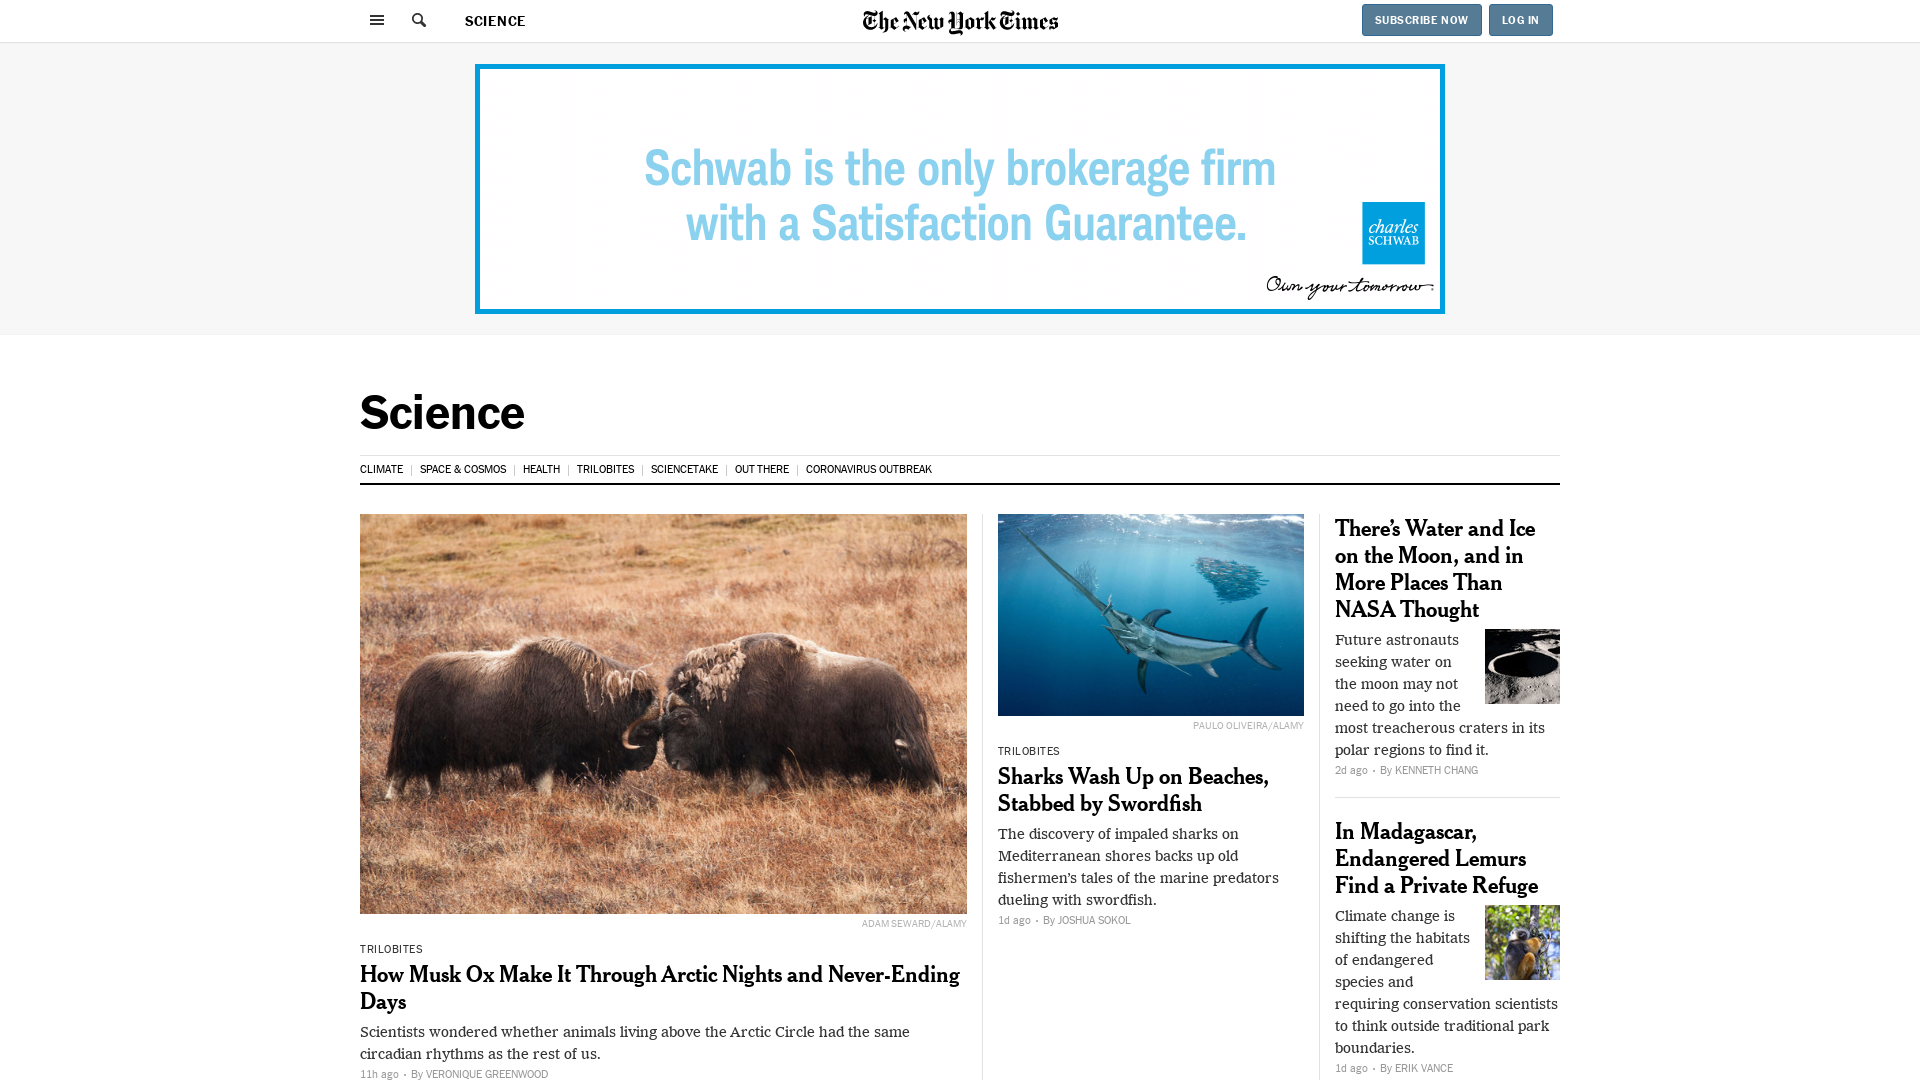 SCIENCE
The New York Times
SUBSCRIBE NOW
LOG IN
Schwab is the only brokerage firm
with a Satisfaction Guarantee.
charles
SCHWAB
Own your tomorrow.
Science
CLIMATE
SPACE & COSMOS
HEALTH
TRILOBITES
SCIENCETAKE
OUT THERE
CORONAVIRUS OUTBREAK
ADAM SEWARD/ALAMY
TRILOBITES
How Musk Ox Make It Through Arctic Nights and Never-Ending
Days
Scientists wondered whether animals living above the Arctic Circle had the same
circadian rhythms as the rest of us.
11h ago · By VERONIQUE GREENWOOD
PAULO OLIVEIRA/ALAMY
TRILOBITES
Sharks Wash Up on Beaches,
Stabbed by Swordfish
The discovery of impaled sharks on
Mediterranean shores backs up old
fishermen’s tales of the marine predators
dueling with swordfish.
1d ago · By JOSHUA SOKOL
There’s Water and Ice
on the Moon, and in
More Places Than
NASA Thought
Future astronauts
seeking water on
the moon may not
need to go into the
most treacherous craters in its
polar regions to find it.
2d ago · By KENNETH CHANG
In Madagascar,
Endangered Lemurs
Find a Private Refuge
Climate change is
shifting the habitats
of endangered
species and
requiring conservation scientists
to think outside traditional park
boundaries.
1d ago · By ERIK VANCE